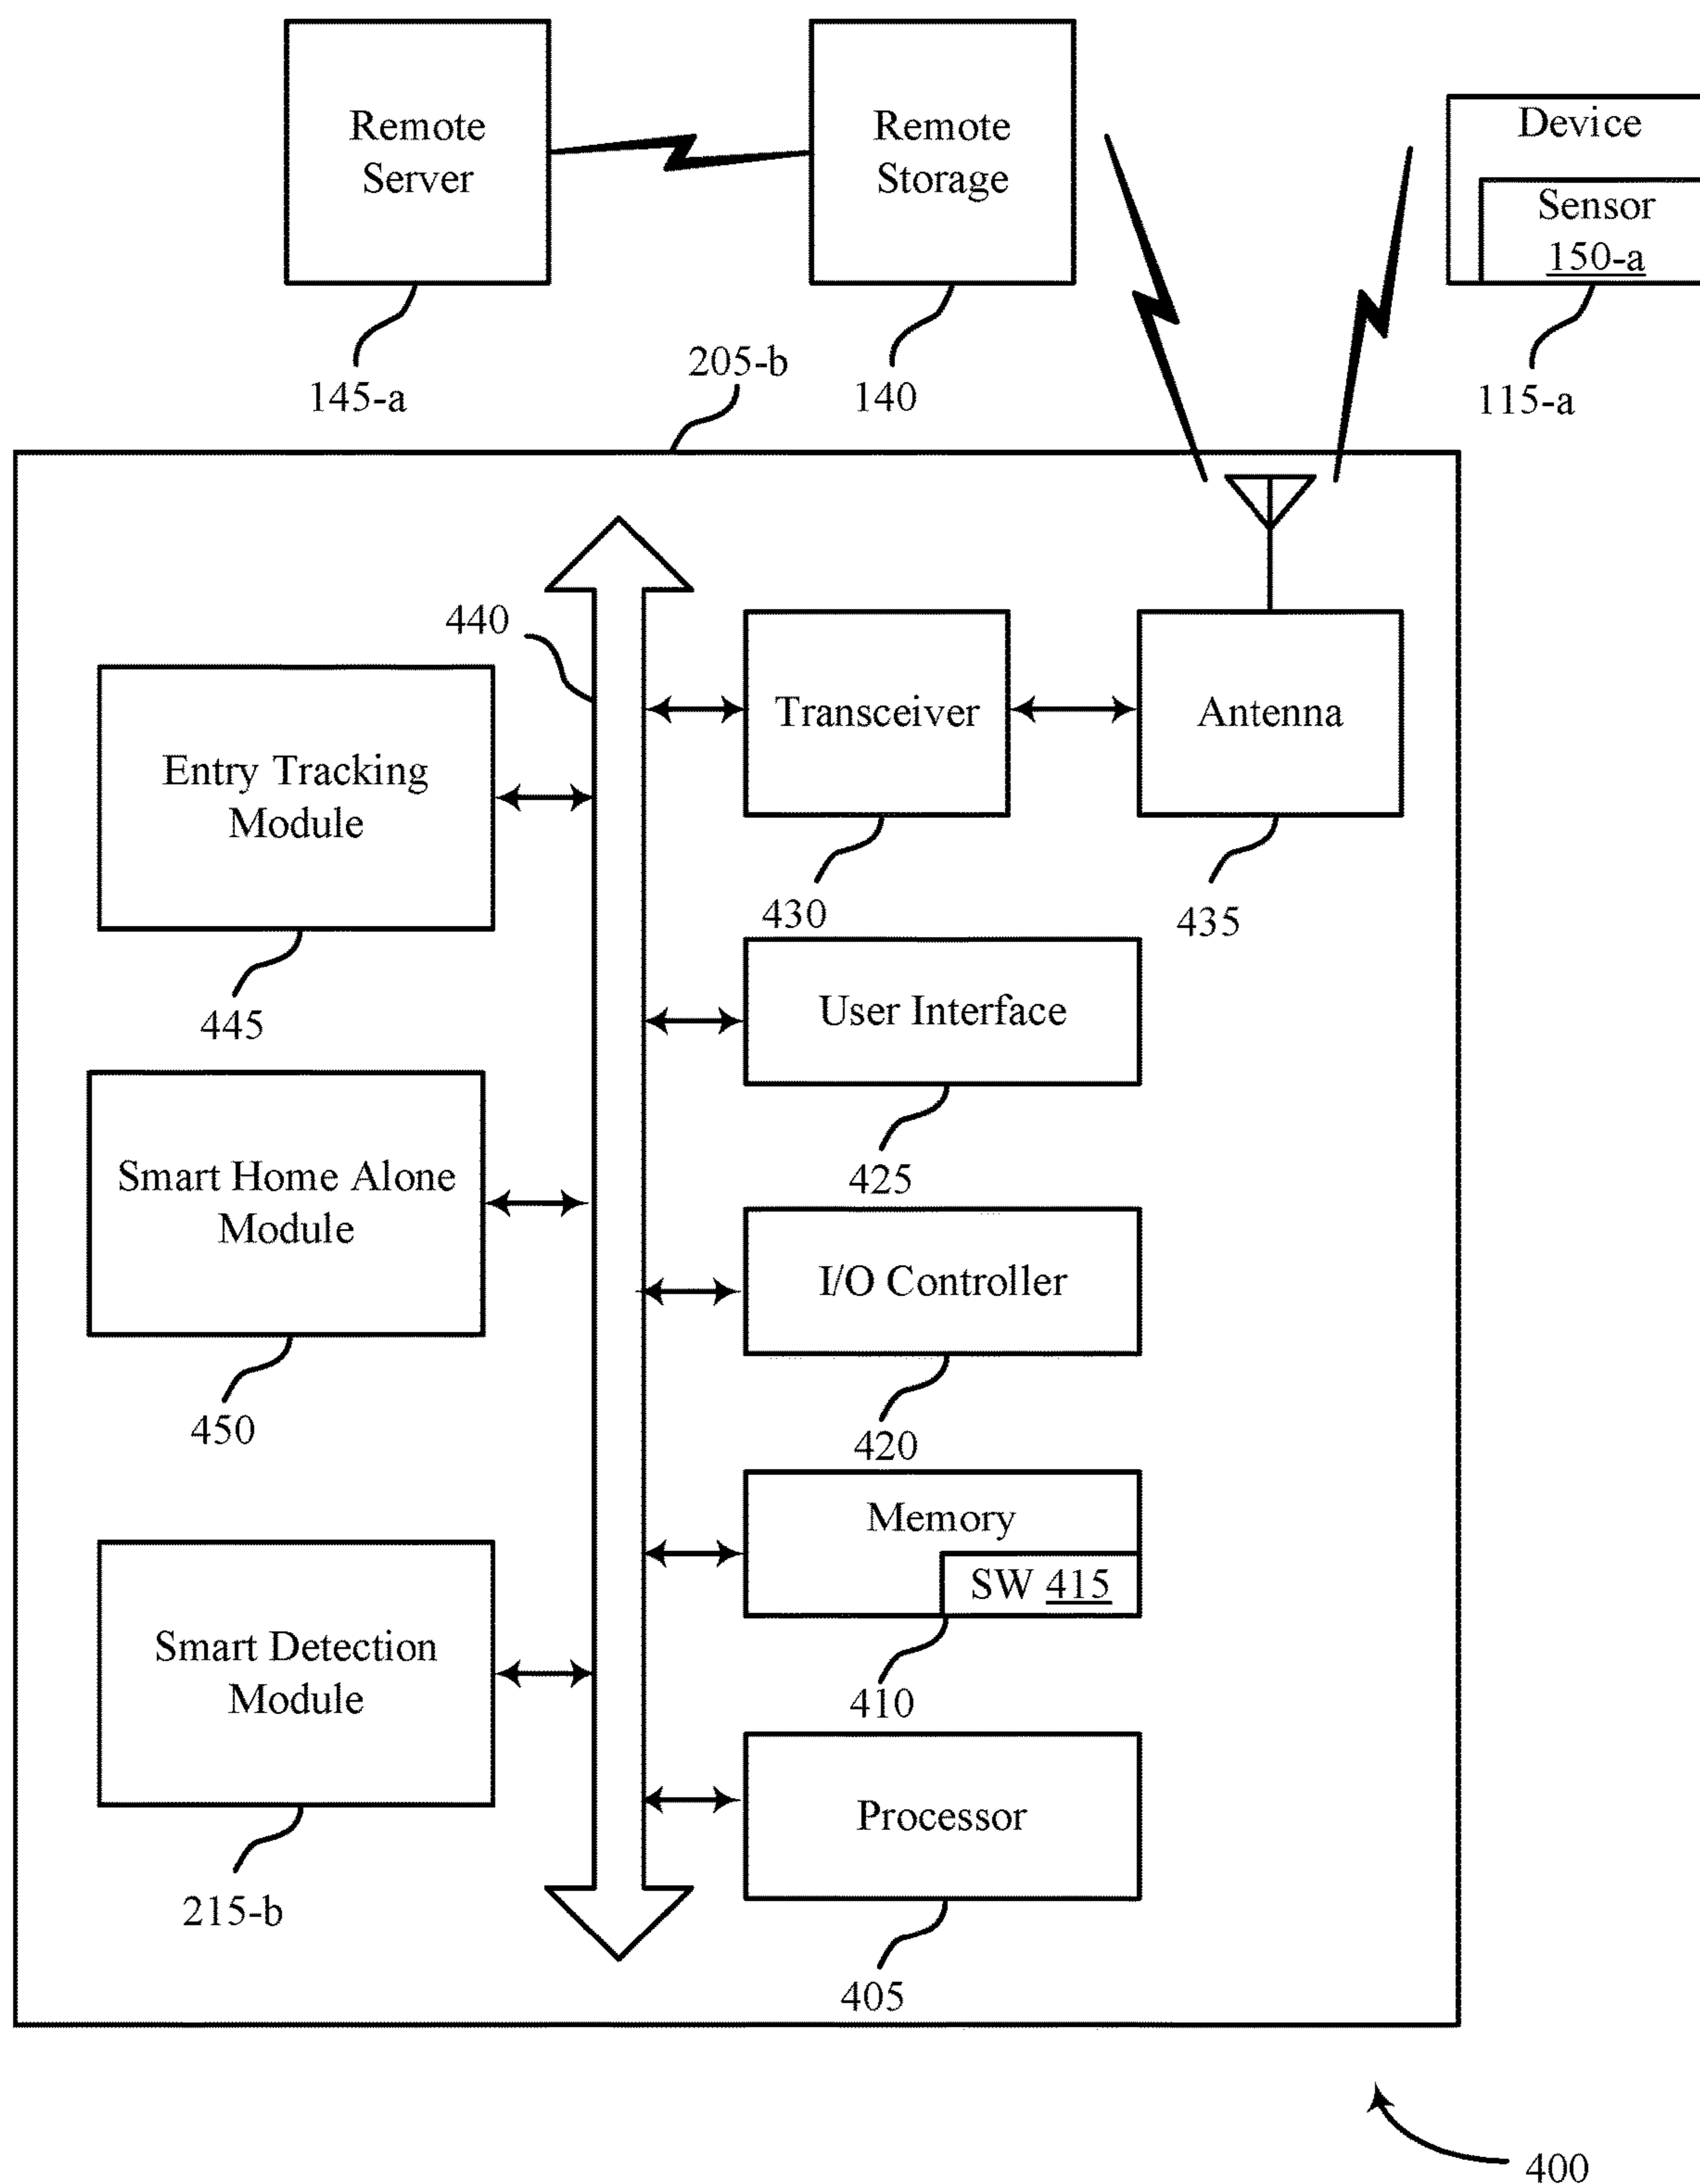 Remote
Server
Remote
Storage
Device
Sensor
150-a
145-a
205-b
140
115-a
440
Transceiver
Antenna
Entry Tracking
Module
430
435
445
User Interface
425
Smart Home Alone
Module
I/O Controller
450
420
Memory
SW 415
Smart Detection
Module
410
Processor
215-b
405
400